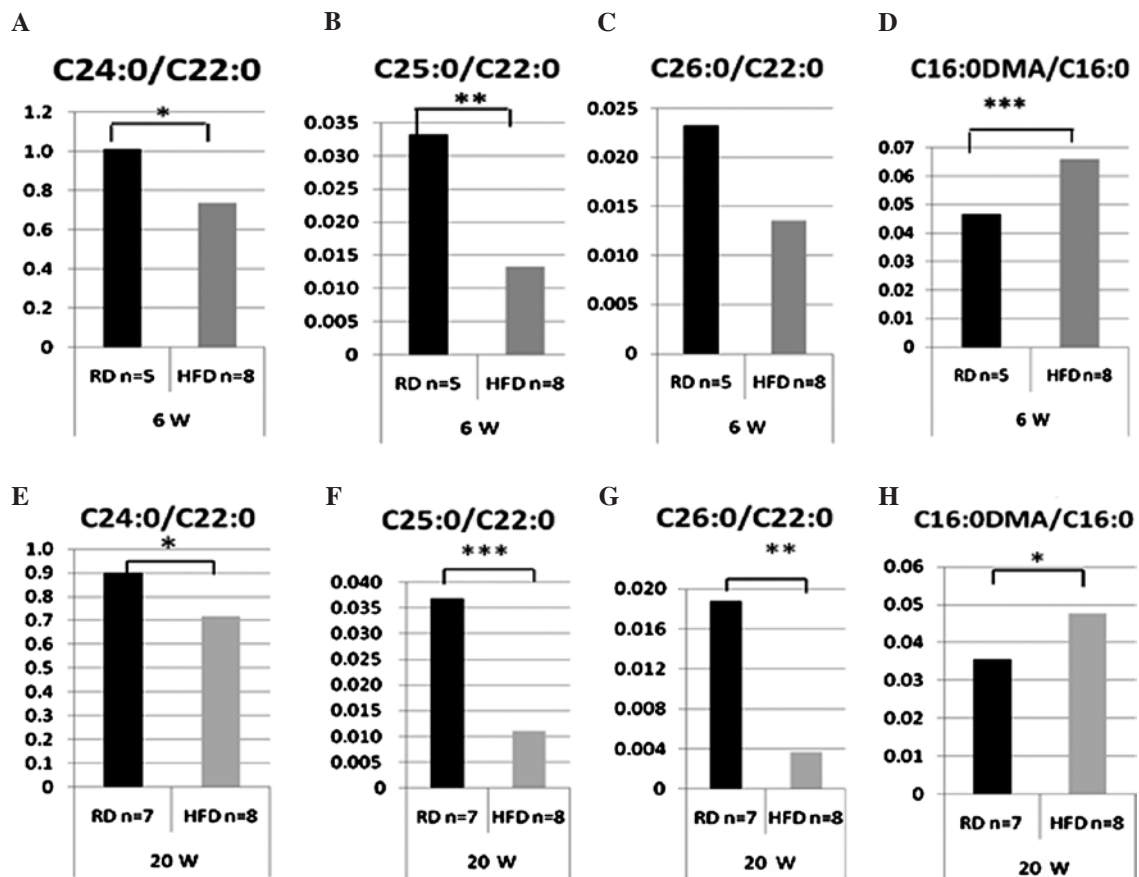 A
B
C
D
C24:0/C22:0
C25:0/C22:0
C26:0/C22:0
C16:0DMA/C16:0
*
**
***
1.2
1.0
0.8
0.6
0.4
0.2
0
RD n=5
HFD n=8
6 W
0.035
0.030
0.025
0.020
0.015
0.010
0.005
0
RD n=5
HFD n=8
6 W
0.025
0.020
0.015
0.010
0.005
0
RD n=5
HFD n=8
6 W
0.07
0.06
0.05
0.04
0.03
0.02
0.01
0
RD n=5
HFD n=8
6 W
E
F
G
H
C24:0/C22:0
C25:0/C22:0
C26:0/C22:0
C16:0DMA/C16:0
*
***
**
*
1.0
0.9
0.8
0.7
0.6
0.5
0.4
0.3
0.2
0.1
0
RD n=7
HFD n=8
20 W
0.040
0.035
0.030
0.025
0.020
0.015
0.010
0.005
0
RD n=7
HFD n=8
20 W
0.020
0.016
0.012
0.008
0.004
0
RD n=7
HFD n=8
20 W
0.06
0.05
0.04
0.03
0.02
0.01
0
RD n=7
HFD n=8
20 W